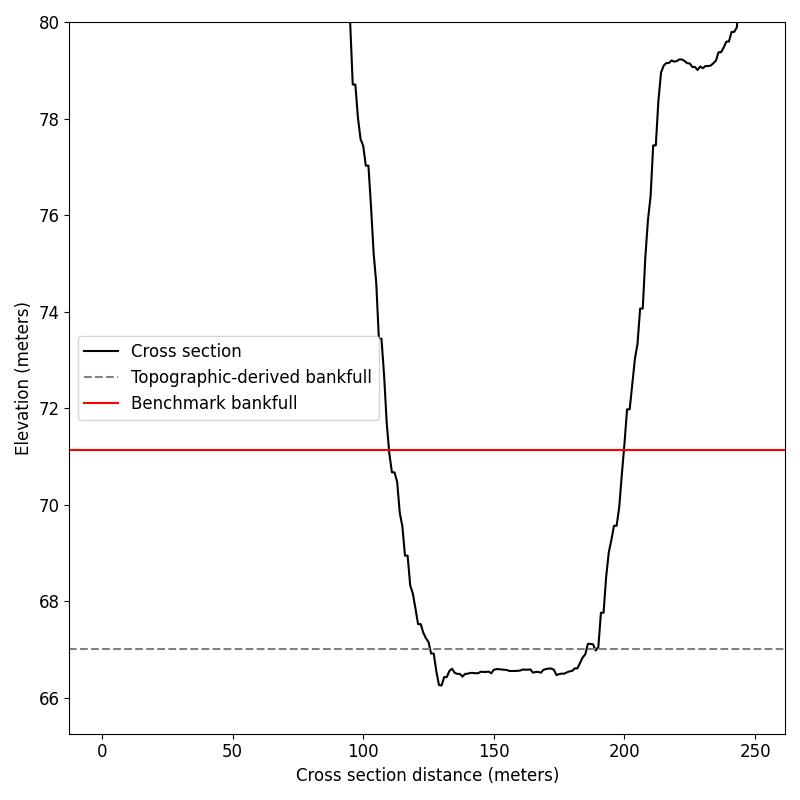 80
78
76
74
72
70
68
66
Elevation (meters)
Cross section
Topographic-derived bankfull
Benchmark bankfull
0 50 100 150 200 250
Cross section distance (meters)